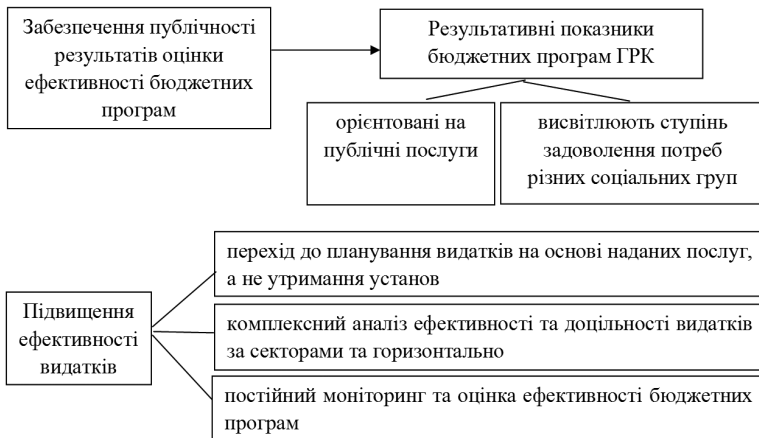 Забезпечення публічності
результатів оцінки
ефективності бюджетних
програм
Результативні показники
бюджетних програм ГРК
орієнтовані на
публічні послуги
висвітлюють ступінь
задоволення потреб
різних соціальних груп
Підвищення
ефективності
видатків
перехід до планування видатків на основі наданих послуг,
а не утримання установ
комплексний аналіз ефективності та доцільності видатків
за секторами та горизонтально
постійний моніторинг та оцінка ефективності бюджетних
програм